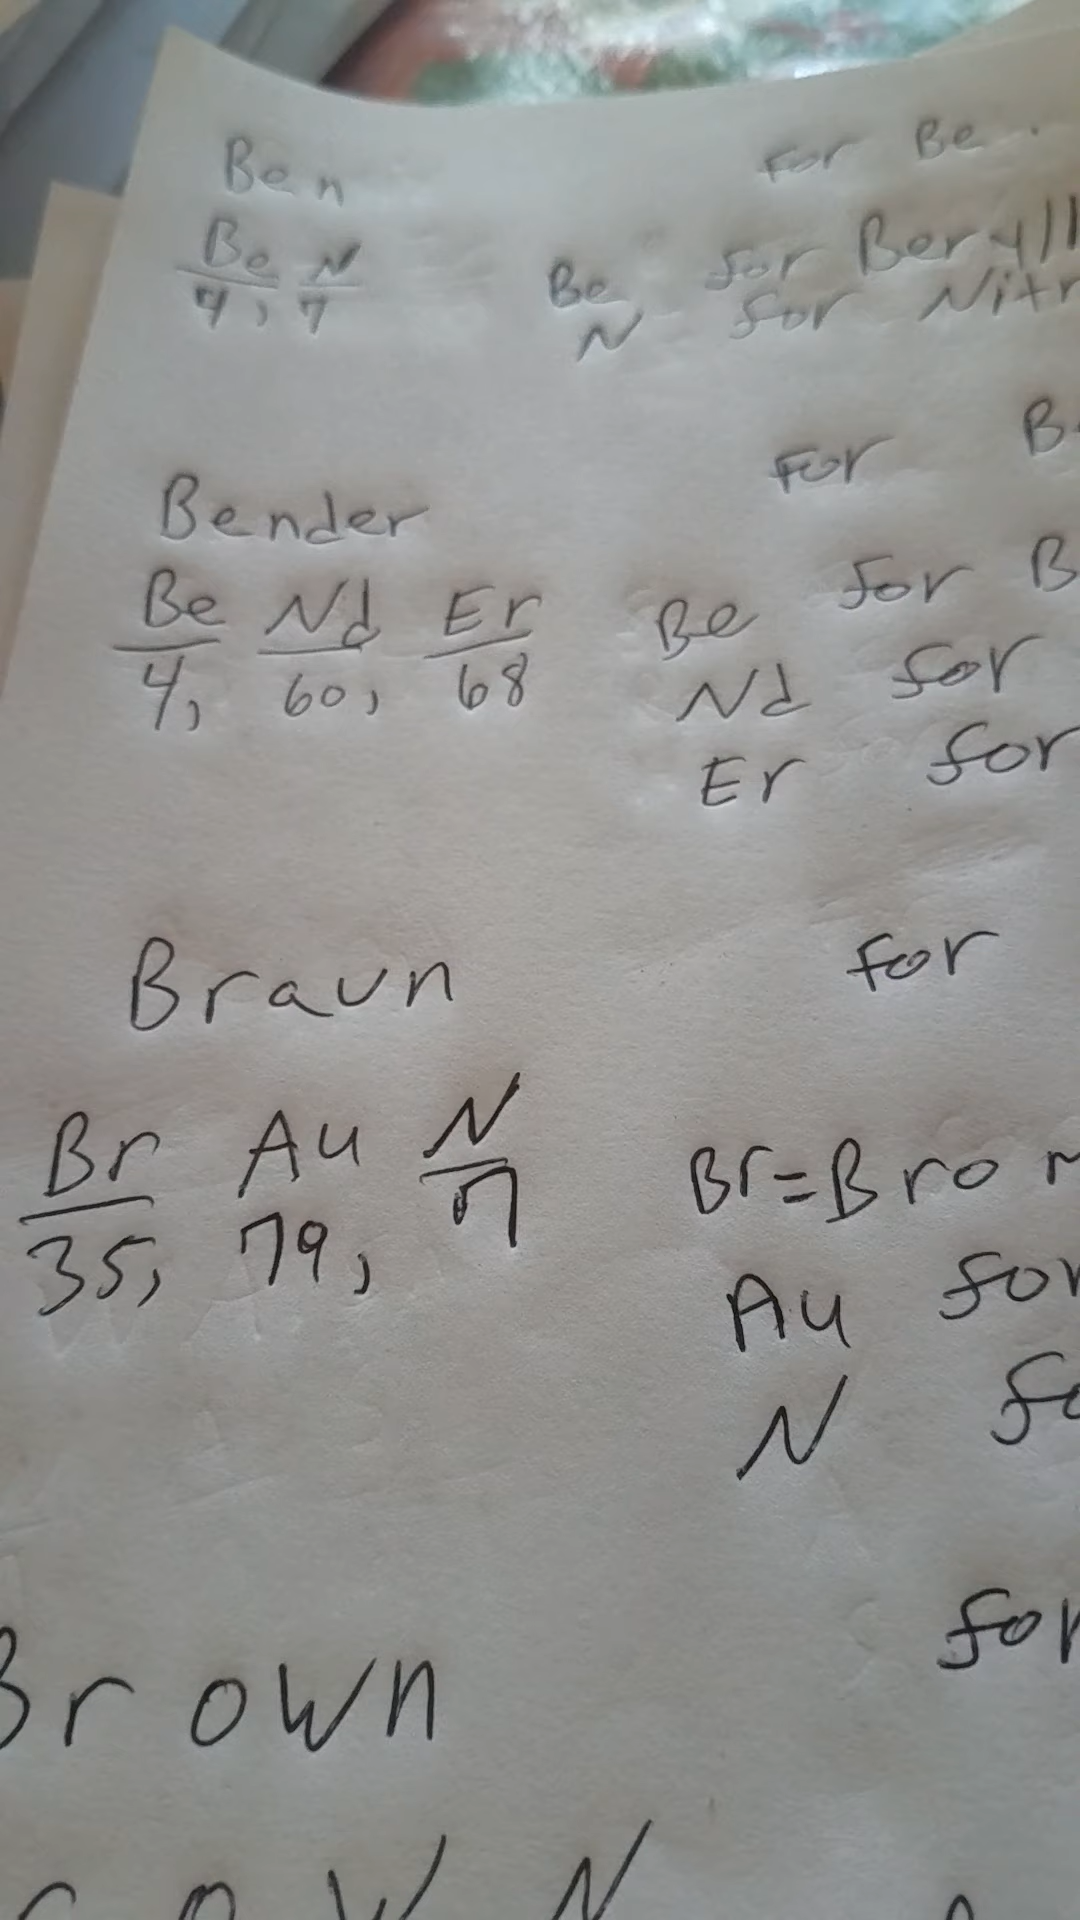 Ben For Be
Be N Be for Beryll
4, 7 N for Nitr
Bender For B
Be Nd Er Be for B
4, 60, 68 Nd for
Er for
Braun for
Br Au N Br=Brom
35, 79, 7 Au for
N fo
Brown for
r o W N